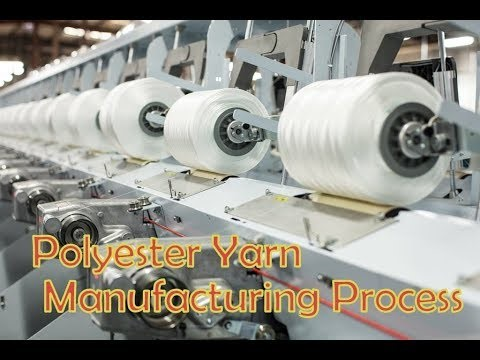 Polyester Yarn
Manufacturing Process